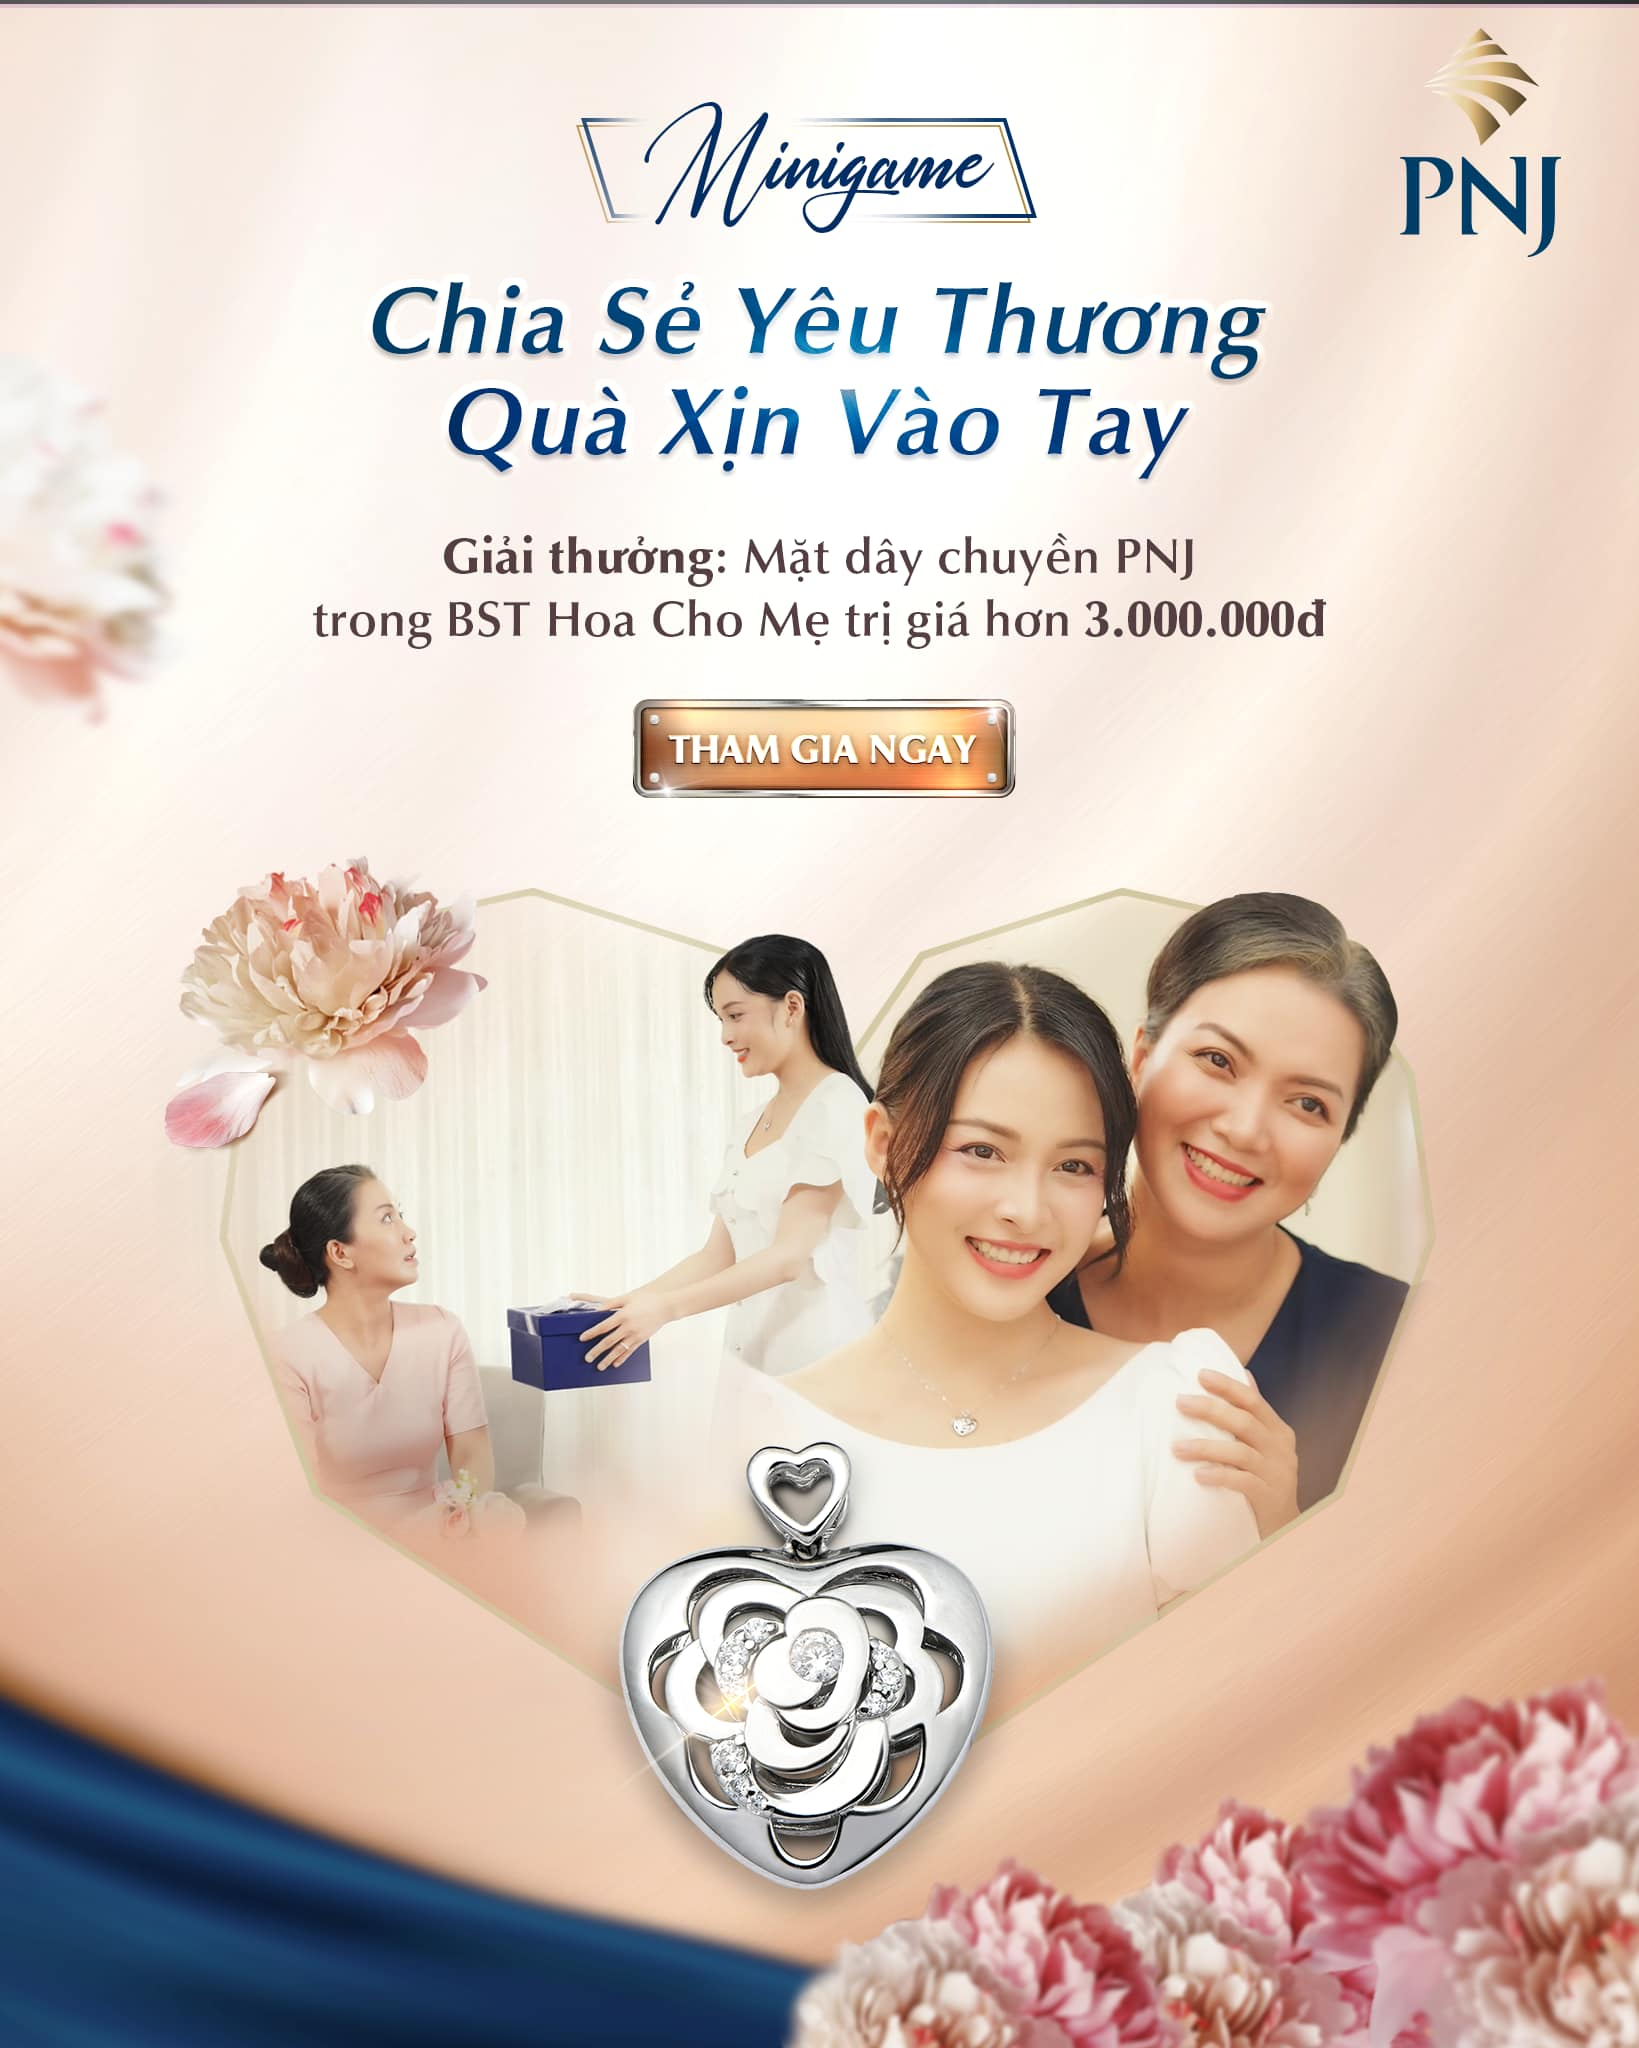 Minigame
PNJ
Chia Sẻ Yêu Thương
Quà Xịn Vào Tay
Giải thưởng: Mặt dây chuyền PNJ
trong BST Hoa Cho Mẹ trị giá hơn 3.000.000đ
THAM GIA NGAY